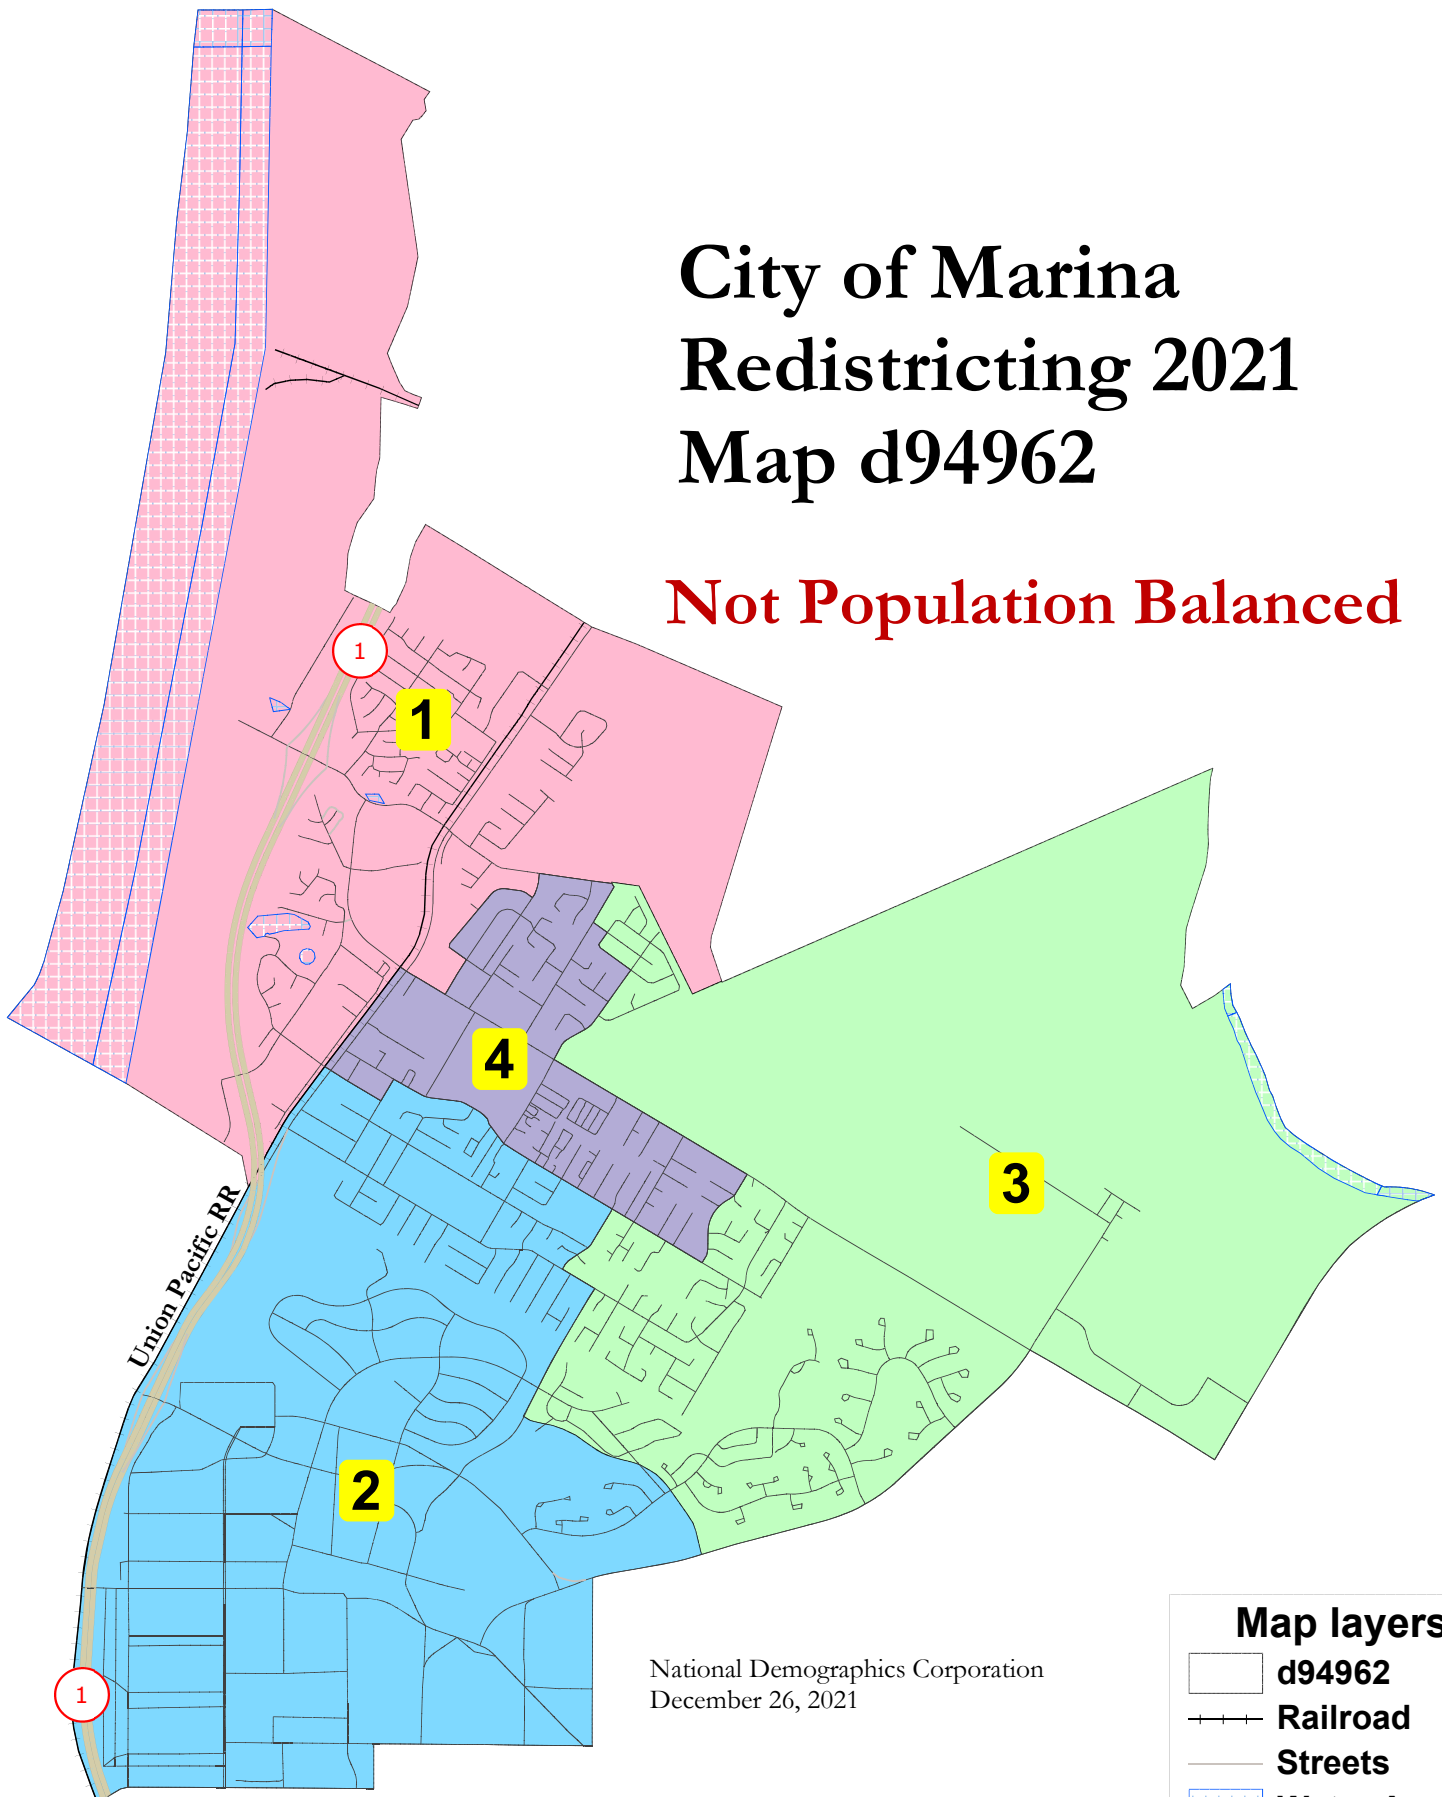 City of Marina
Redistricting 2021
Map d94962
Not Population Balanced
1
1
4
3
Union Pacific RR
2
1
National Demographics Corporation
December 26, 2021
Map layers
d94962
Railroad
Streets